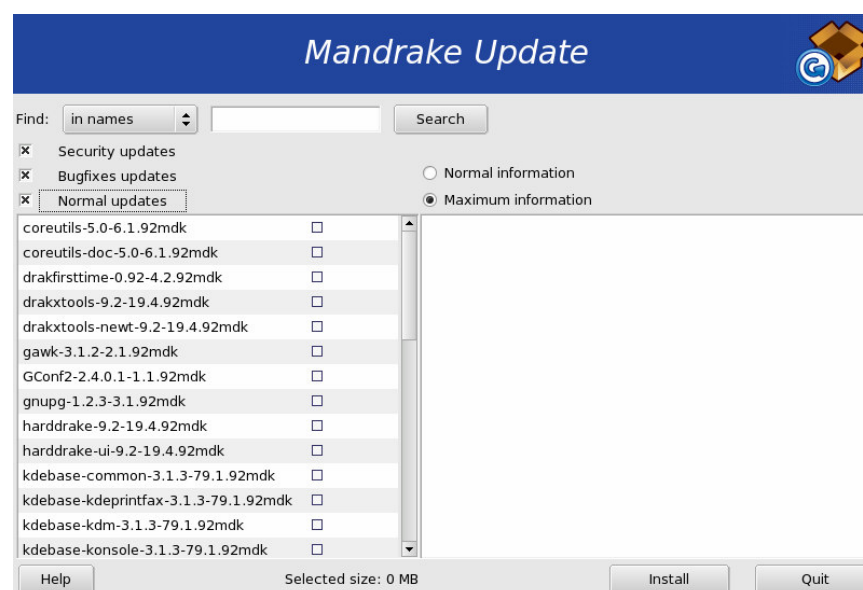 Mandrake Update
Find: in names Search
Security updates
Bugfixes updates
Normal updates
Normal information
Maximum information
coreutils-5.0-6.1.92mdk
coreutils-doc-5.0-6.1.92mdk
drakfirsttime-0.92-4.2.92mdk
drakxtools-9.2-19.4.92mdk
drakxtools-newt-9.2-19.4.92mdk
gawk-3.1.2-2.1.92mdk
GConf2-2.4.0.1-1.1.92mdk
gnupg-1.2.3-3.1.92mdk
harddrake-9.2-19.4.92mdk
harddrake-ui-9.2-19.4.92mdk
kdebase-common-3.1.3-79.1.92mdk
kdebase-kdeprintfax-3.1.3-79.1.92mdk
kdebase-kdm-3.1.3-79.1.92mdk
kdebase-konsole-3.1.3-79.1.92mdk
Help Selected size: 0 MB Install Quit